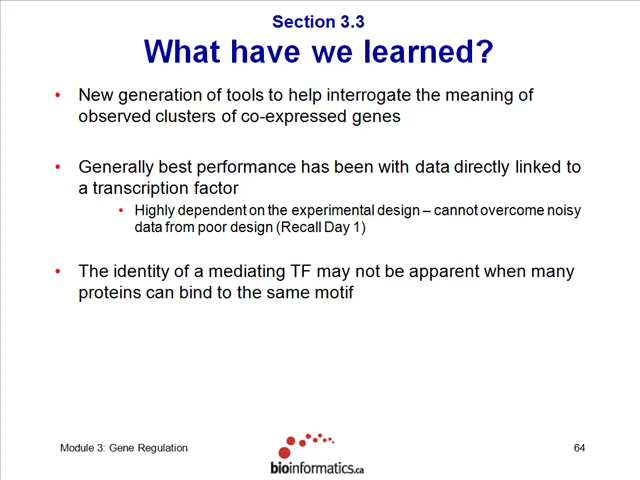 Section 3.3
What have we learned?
• New generation of tools to help interrogate the meaning of
observed clusters of co-expressed genes
• Generally best performance has been with data directly linked to
a transcription factor
• Highly dependent on the experimental design – cannot overcome noisy
data from poor design (Recall Day 1)
• The identity of a mediating TF may not be apparent when many
proteins can bind to the same motif
Module 3: Gene Regulation
bioinformatics.ca
64